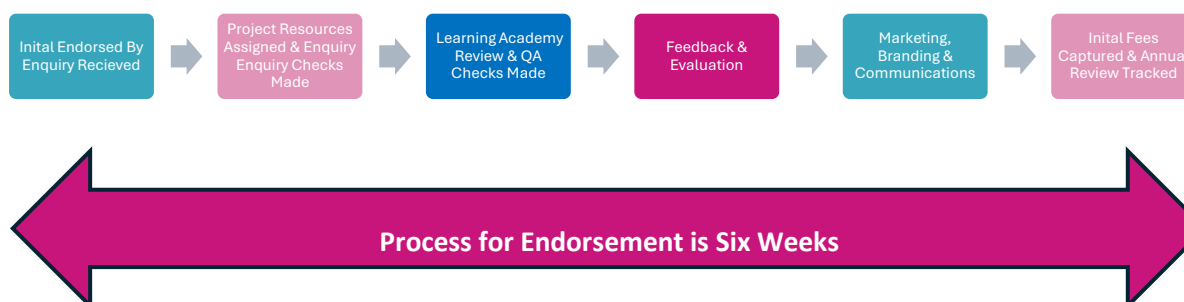 Inital Endorsed By
Enquiry Recieved
Project Resources
Assigned & Enquiry
Enquiry Checks
Made
Learning Academy
Review & QA
Checks Made
Feedback &
Evaluation
Marketing,
Branding &
Communications
Inital Fees
Captured & Annual
Review Tracked
Process for Endorsement is Six Weeks